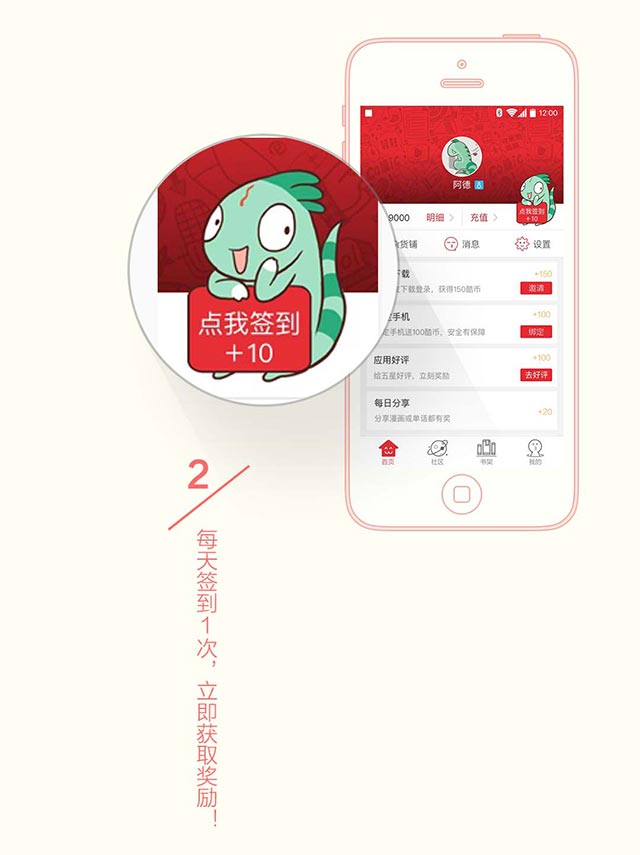 12:00
阿德
9000
明细
充值
点我签到
+10
货铺
消息
设置
下载
+150
下载登录，获得150酷币
邀请
手机
+100
手机送100酷币，安全有保障
绑定
应用好评
+100
给五星好评，立刻奖励
去好评
每日分享
分享漫画或单话都有奖
+20
首页
社区
书架
我的
点我签到
+10
2
每天签到1次，立即获取奖励！